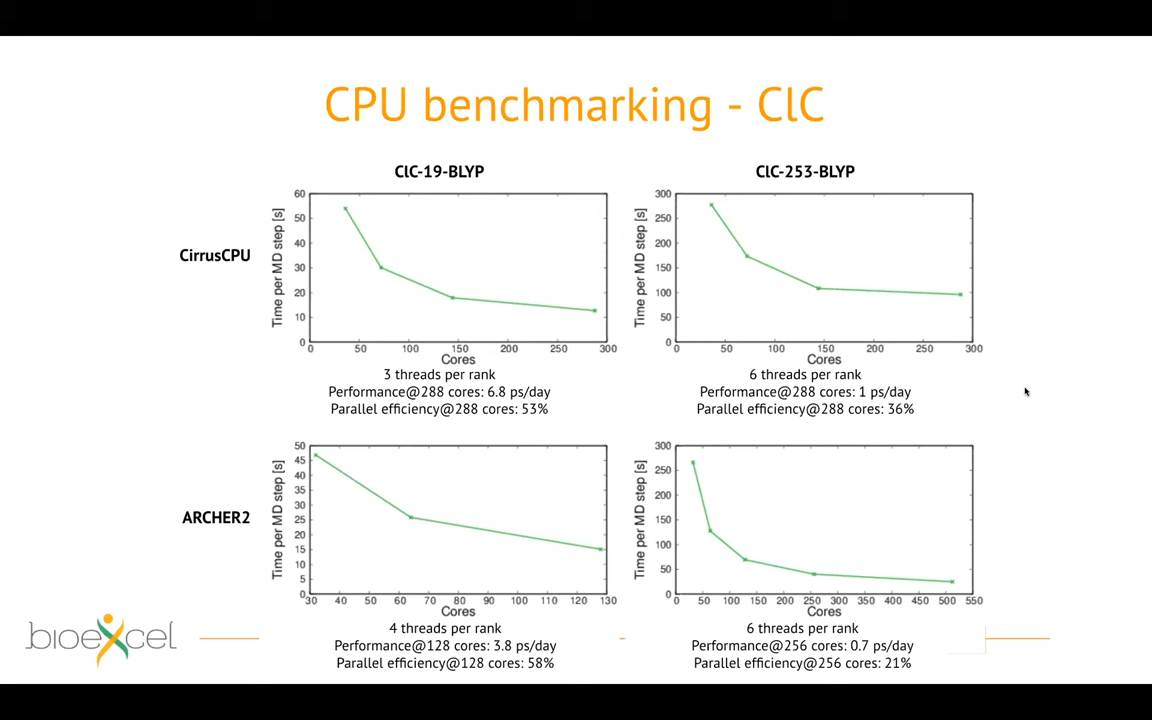 CPU benchmarking - ClC
ClC-19-BLYP
ClC-253-BLYP
CirrusCPU
Time per MD step [s]
60
50
40
30
20
10
0
0 50 100 150 200 250 300
Cores
3 threads per rank
Performance@288 cores: 6.8 ps/day
Parallel efficiency@288 cores: 53%
Time per MD step [s]
300
250
200
150
100
50
0
0 50 100 150 200 250 300
Cores
6 threads per rank
Performance@288 cores: 1 ps/day
Parallel efficiency@288 cores: 36%
ARCHER2
Time per MD step [s]
50
45
40
35
30
25
20
15
10
5
0
30 40 50 60 70 80 90 100 110 120 130
Cores
4 threads per rank
Performance@128 cores: 3.8 ps/day
Parallel efficiency@128 cores: 58%
Time per MD step [s]
300
250
200
150
100
50
0
0 50 100 150 200 250 300 350 400 450 500 550
Cores
6 threads per rank
Performance@256 cores: 0.7 ps/day
Parallel efficiency@256 cores: 21%
bioexcel